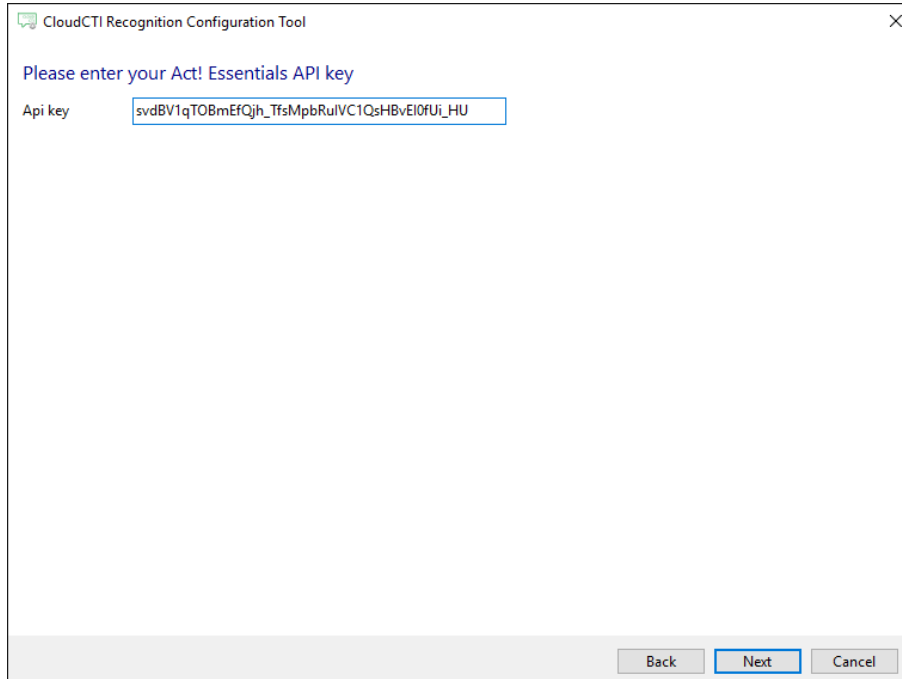 CloudCTI Recognition Configuration Tool
Please enter your Act! Essentials API key
Api key svdBV1qTOBmEfQjh_TfsMpbRulVC1QsHBvEl0fUi_HU
Back Next Cancel